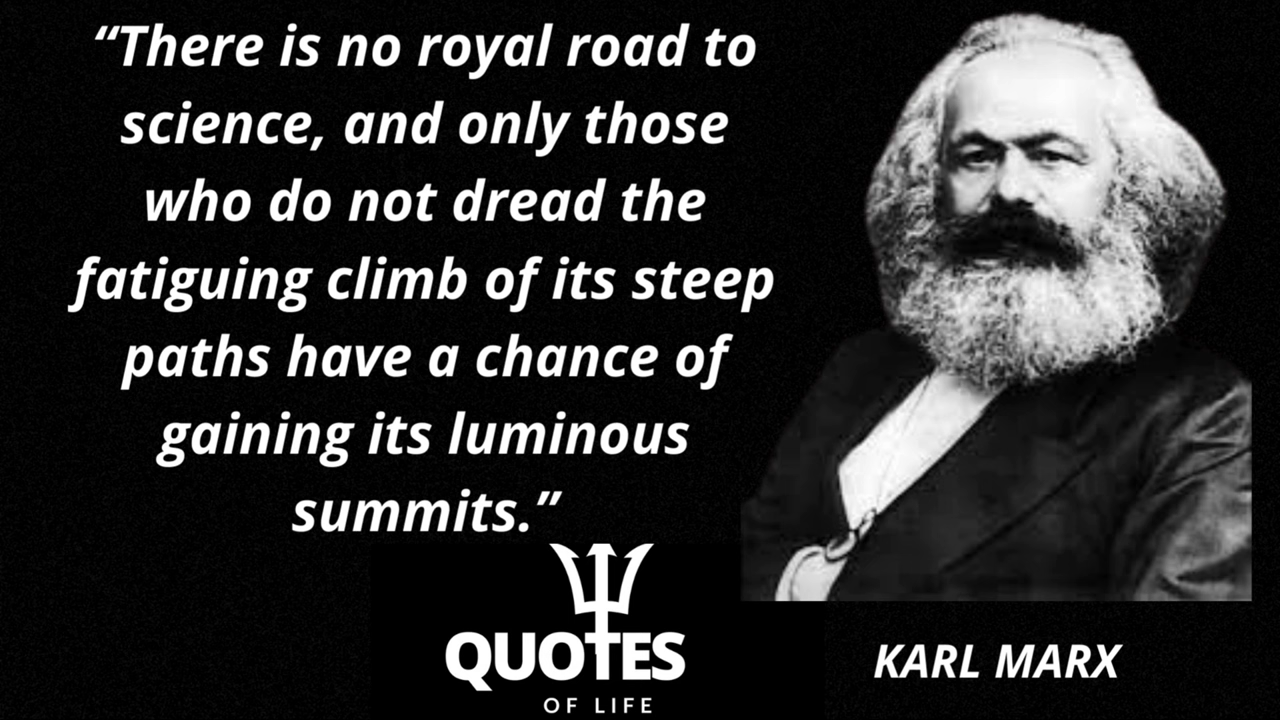 “There is no royal road to
science, and only those
who do not dread the
fatiguing climb of its steep
paths have a chance of
gaining its luminous
summits.”
QUOTES
OF LIFE
KARL MARX